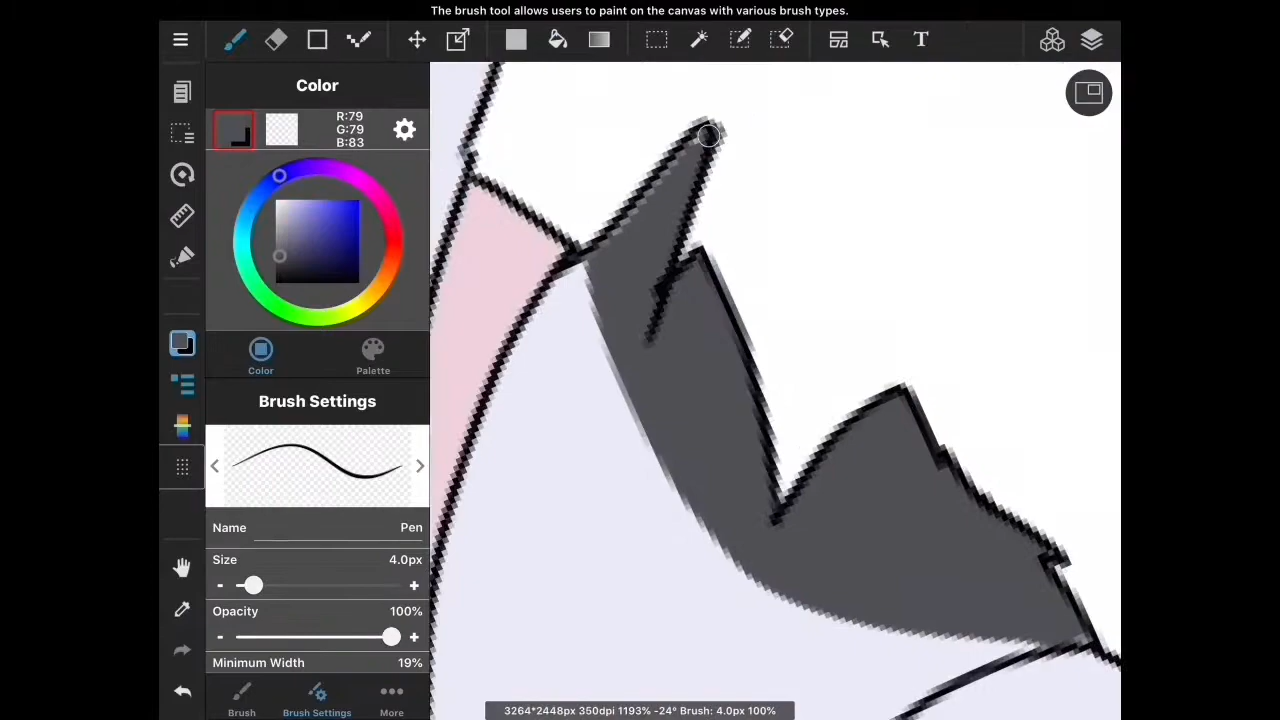 The brush tool allows users to paint on the canvas with various brush types.
T
Color
R:79
G:79
B:83
Color
Palette
Brush Settings
Name Pen
Size 4.0px
- +
Opacity 100%
- +
Minimum Width 19%
Brush
Brush Settings
More
3264*2448px 350dpi 1193% -24° Brush: 4.0px 100%